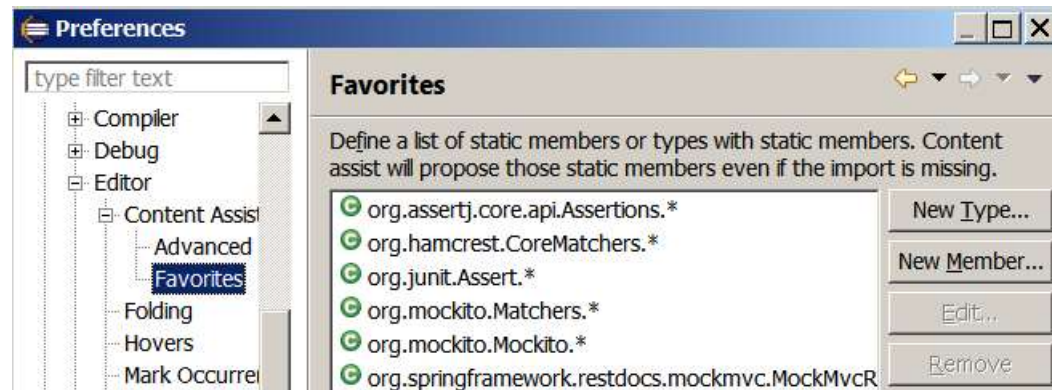 Preferences
type filter text
Compiler
Debug
Editor
Content Assist
Advanced
Favorites
Folding
Hovers
Mark Occurre
Favorites
Define a list of static members or types with static members. Content
assist will propose those static members even if the import is missing.
org.assertj.core.api.Assertions.*
org.hamcrest.CoreMatchers.*
org.junit.Assert.*
org.mockito.Matchers.*
org.mockito.Mockito.*
org.springframework.restdocs.mockmvc.MockMvcR
New Type...
New Member...
Edit...
Remove